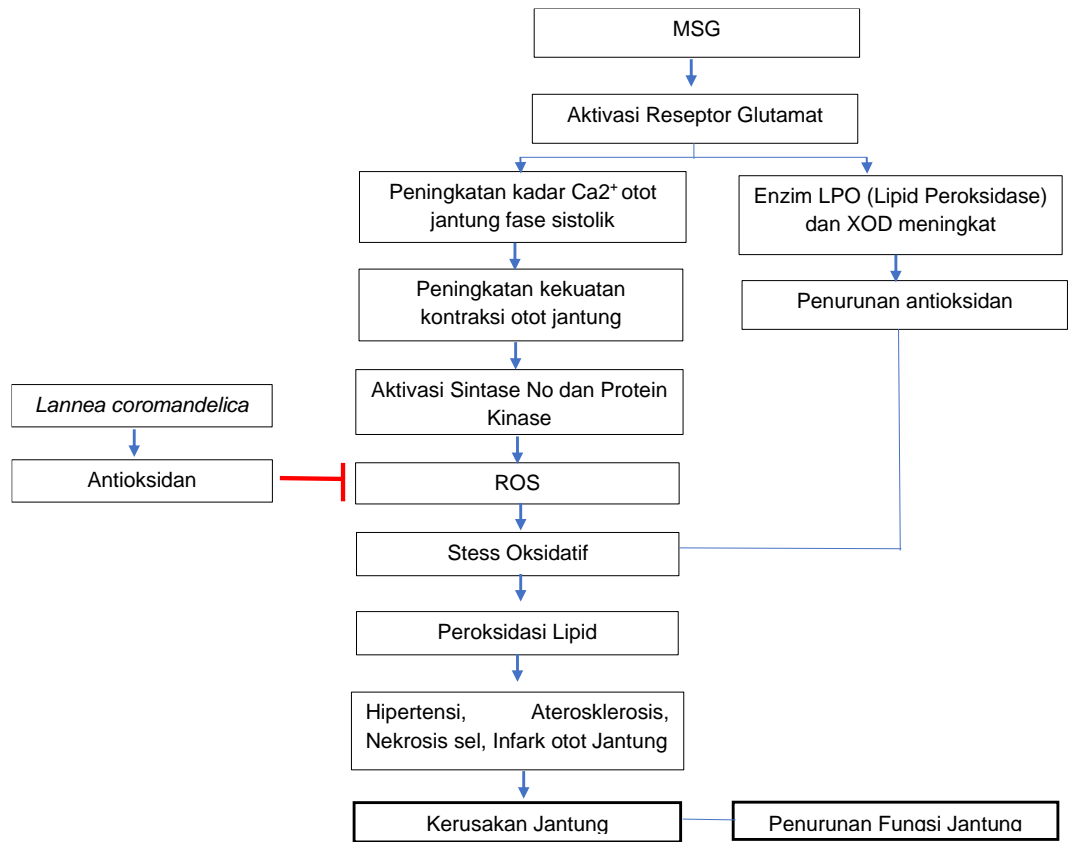 MSG
Aktivasi Reseptor Glutamat
Peningkatan kadar Ca2⁺ otot
jantung fase sistolik
Enzim LPO (Lipid Peroksidase)
dan XOD meningkat
Peningkatan kekuatan
kontraksi otot jantung
Penurunan antioksidan
Aktivasi Sintase No dan Protein
Kinase
Lannea coromandelica
Antioksidan
ROS
Stess Oksidatif
Peroksidasi Lipid
Hipertensi, Aterosklerosis,
Nekrosis sel, Infark otot Jantung
Kerusakan Jantung
Penurunan Fungsi Jantung